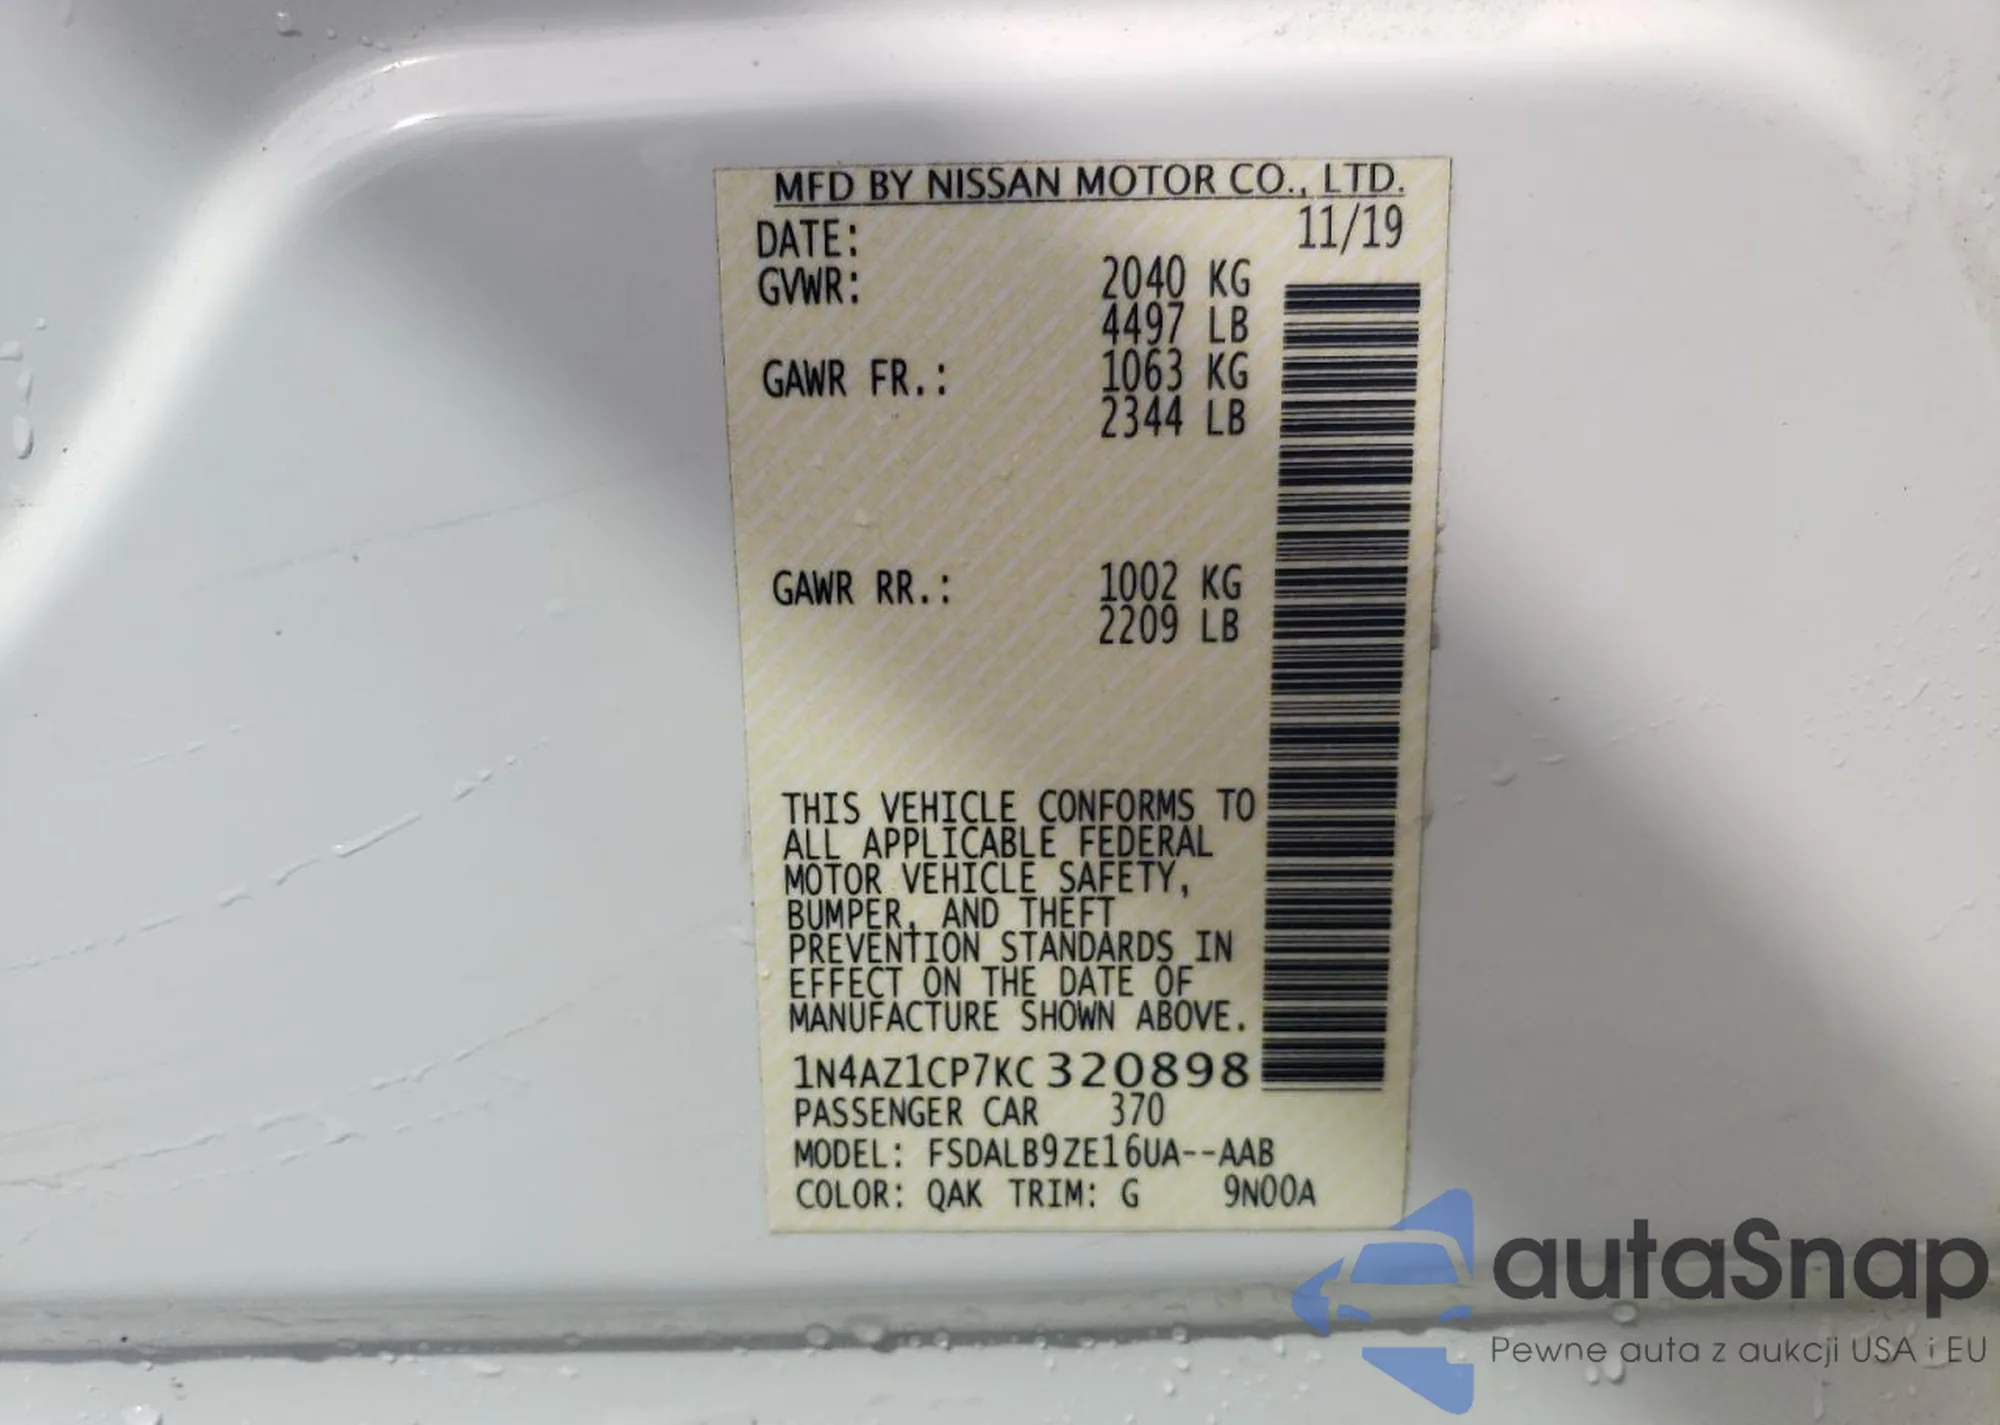 MFD BY NISSAN MOTOR CO., LTD.
DATE: 11/19
GVWR: 2040 KG
4497 LB
GAWR FR.: 1063 KG
2344 LB
GAWR RR.: 1002 KG
2209 LB
THIS VEHICLE CONFORMS TO
ALL APPLICABLE FEDERAL
MOTOR VEHICLE SAFETY,
BUMPER, AND THEFT
PREVENTION STANDARDS IN
EFFECT ON THE DATE OF
MANUFACTURE SHOWN ABOVE.
1N4AZ1CP7KC320898
PASSENGER CAR 370
MODEL: FSDALB9ZE16UA--AAB
COLOR: QAK TRIM: G 9N00A
autaSnap
Pewne auta z aukcji USA i EU